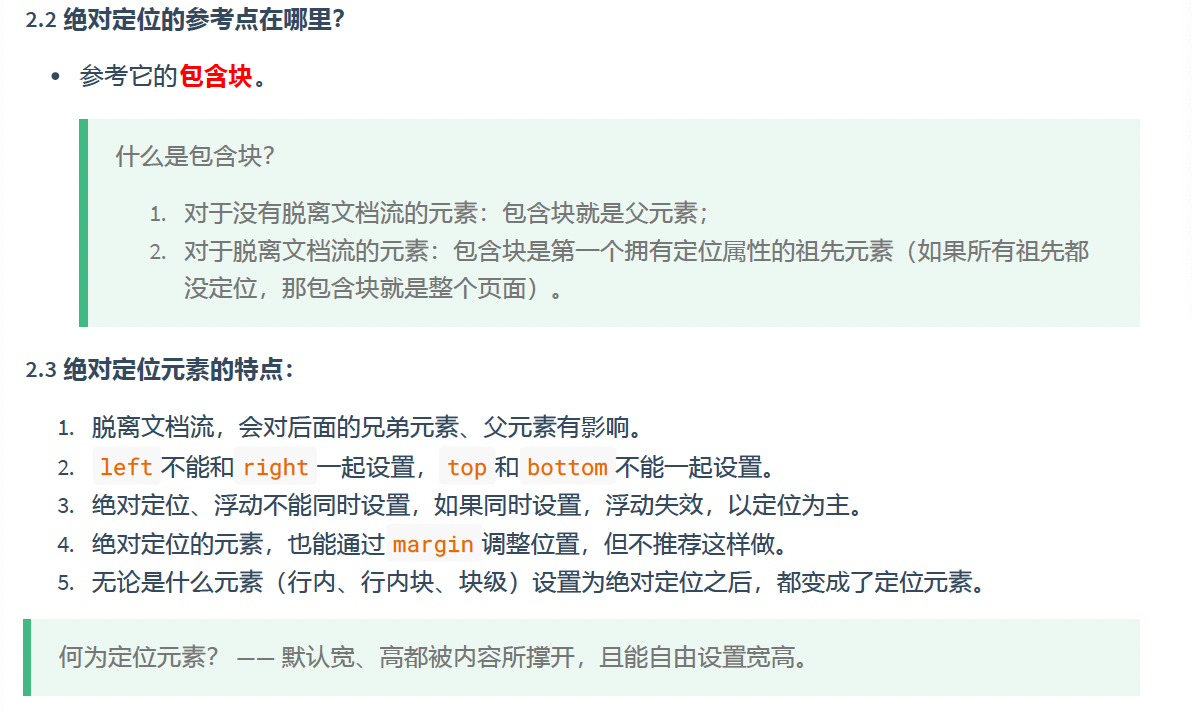 2.2 绝对定位的参考点在哪里？
• 参考它的包含块。
什么是包含块？
1. 对于没有脱离文档流的元素：包含块就是父元素；
2. 对于脱离文档流的元素：包含块是第一个拥有定位属性的祖先元素（如果所有祖先都
没定位，那包含块就是整个页面）。
2.3 绝对定位元素的特点：
1. 脱离文档流，会对后面的兄弟元素、父元素有影响。
2. left 不能和 right 一起设置， top 和 bottom 不能一起设置。
3. 绝对定位、浮动不能同时设置，如果同时设置，浮动失效，以定位为主。
4. 绝对定位的元素，也能通过 margin 调整位置，但不推荐这样做。
5. 无论是什么元素（行内、行内块、块级）设置为绝对定位之后，都变成了定位元素。
何为定位元素？ —— 默认宽、高都被内容所撑开，且能自由设置宽高。